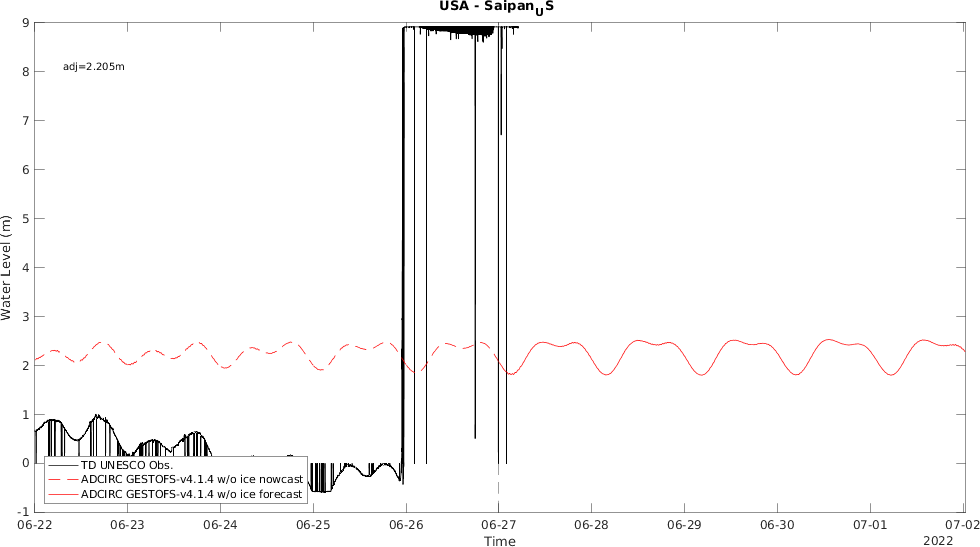 USA - Saipan_US
9
adj=2.205m
8
7
6
5
4
3
2
1
0
-1
Water Level (m)
TD UNESCO Obs.
ADCIRC GESTOFS-v4.1.4 w/o ice nowcast
ADCIRC GESTOFS-v4.1.4 w/o ice forecast
06-22 06-23 06-24 06-25 06-26 06-27 06-28 06-29 06-30 07-01 07-02
Time
2022